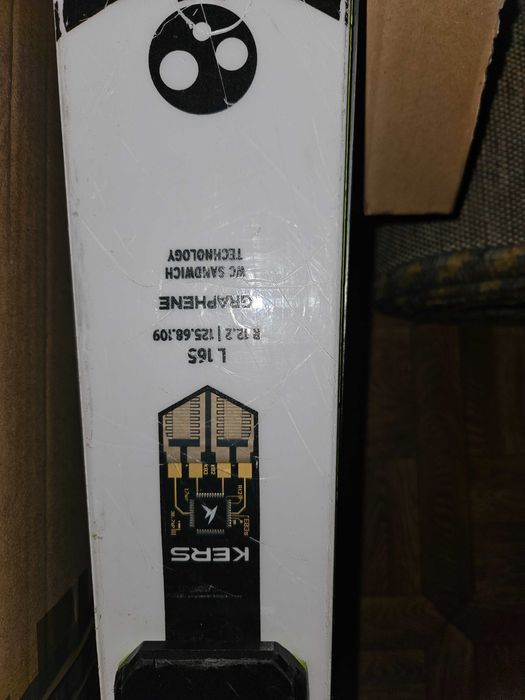 KERS
L 165
R 12.2 | 125.68.109
GRAPHENE
WC SANDWICH
TECHNOLOGY